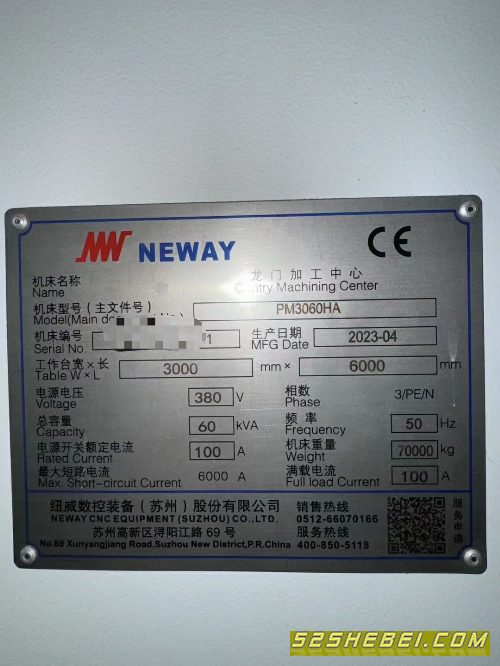 NEWAY CE
机床名称 龙门加工中心
Name Gantry Machining Center
机床型号(主文件号) PM3060HA
Model(Main do
机床编号 1 生产日期 2023-04
Serial No. MFG Date
工作台宽×长 3000 mm× 6000 mm
Table W×L
电源电压 380 V 相数 3/PE/N
Voltage Phase
总容量 60 kVA 频率 50 Hz
Capacity Frequency
电源开关额定电流 100 A 机床重量 70000 kg
Rated Current Weight
最大短路电流 6000 A 满载电流 100 A
Max. Short-circuit Current Full load Current
纽威数控装备(苏州)股份有限公司 销售热线
NEWAY CNC EQUIPMENT (SUZHOU) CO.,LTD. 0512-66070166
苏州高新区浔阳江路 69 号 服务热线
No.69 Xunyangjiang Road,Suzhou New District,P.R.China 400-850-5118
服务申请
52SHEBEI.COM